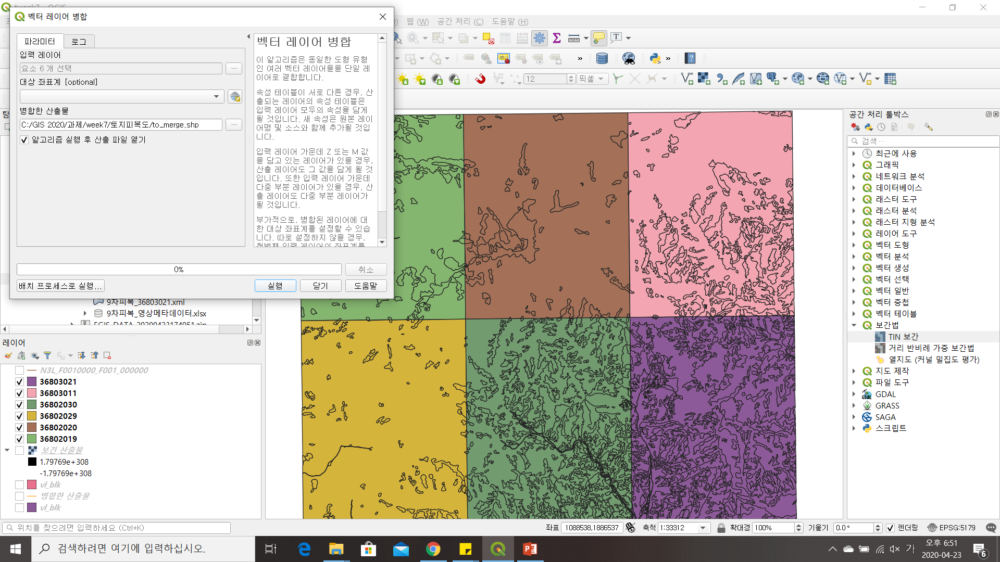 벡터 레이어 병합
파라미터
로그
입력 레이어
요소 6개 선택
...
대상 좌표계 [optional]
병합한 산출물
C:/GIS 2020/과제/week7/토지피복도/to_merge.shp
...
알고리즘 실행 후 산출 파일 열기
벡터 레이어 병합
이 알고리즘은 동일한 도형 유형
인 여러 벡터 레이어들을 단일 레
이어로 결합합니다.
속성 테이블이 서로 다른 경우, 산
출되는 레이어의 속성 테이블은
입력 레이어 모두의 속성을 담게
될 것입니다. 새 속성은 원본 레이
어명 및 소스와 함께 추가될 것입
니다.
입력 레이어 가운데 Z 또는 M 값
을 담고 있는 레이어가 있을 경우,
산출 레이어도 그 값을 담게 될 것
입니다. 또한 입력 레이어 가운데
다중 부분 레이어가 있을 경우, 산
출 레이어도 다중 부분 레이어가
될 것입니다.
부가적으로, 병합된 레이어에 대
한 대상 좌표계를 설정할 수 있습
니다. 따로 설정하지 않을 경우,
첫번째 입력 레이어의 좌표계를
0%
취소
배치 프로세스로 실행...
실행
닫기
도움말
웹 (W)
공간 처리 (C)
도움말 (H)
12
픽셀
9차피복_36803021.xml
9차피복_영상메타데이터.xlsx
EGIS_DATA_20200423174951.zip
레이어
N3L_F0010000_F001_000000
36803021
36803011
36802030
36802029
36802020
36802019
보간 산출물
1.79769e+308
-1.79769e+308
vl_blk
병합한 산출물
vl_blk
공간 처리 툴박스
검색...
최근에 사용
그래픽
네트워크 분석
데이터베이스
래스터 도구
래스터 분석
래스터 지형 분석
레이어 도구
벡터 도형
벡터 분석
벡터 생성
벡터 선택
벡터 일반
벡터 중첩
벡터 테이블
보간법
TIN 보간
거리 반비례 가중 보간법
열지도 (커널 밀집도 평가)
지도 제작
파일 도구
GDAL
GRASS
SAGA
스크립트
위치를 찾으려면 입력하세요 (Ctrl+K)
좌표 1088538,1886537
축척 1:33312
확대경 100%
기울기 0.0 °
렌더링
EPSG:5179
검색하려면 여기에 입력하십시오.
가
오후 6:51
2020-04-23
6